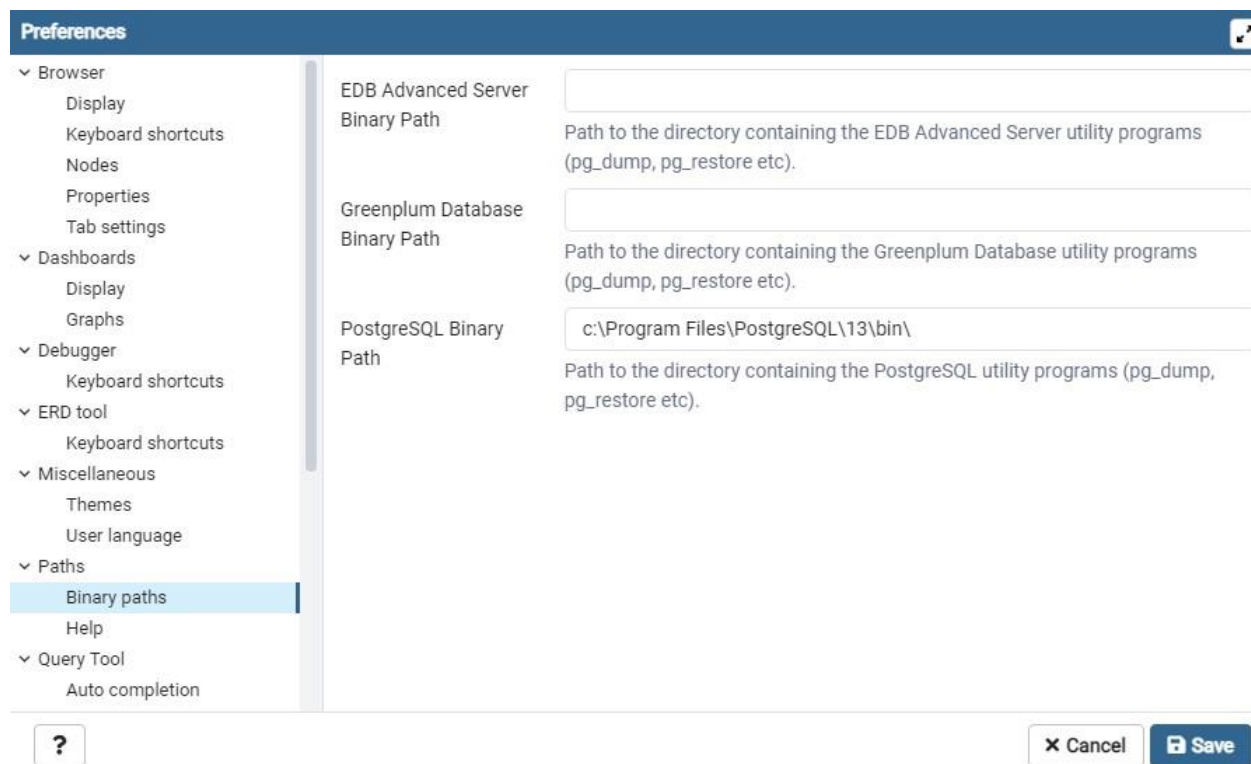 Preferences
Browser
Display
Keyboard shortcuts
Nodes
Properties
Tab settings
Dashboards
Display
Graphs
Debugger
Keyboard shortcuts
ERD tool
Keyboard shortcuts
Miscellaneous
Themes
User language
Paths
Binary paths
Help
Query Tool
Auto completion
EDB Advanced Server
Binary Path
Path to the directory containing the EDB Advanced Server utility programs
(pg_dump, pg_restore etc).
Greenplum Database
Binary Path
Path to the directory containing the Greenplum Database utility programs
(pg_dump, pg_restore etc).
PostgreSQL Binary
Path
c:\Program Files\PostgreSQL\13\bin\
Path to the directory containing the PostgreSQL utility programs (pg_dump,
pg_restore etc).
?
Cancel
Save